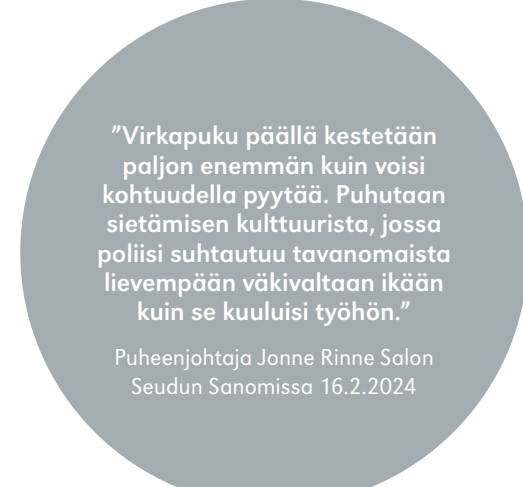 ”Virkapuku päällä kestetään
paljon enemmän kuin voisi
kohtuudella pyytää. Puhutaan
sietämisen kulttuurista, jossa
poliisi suhtautuu tavanomaista
lievempään väkivaltaan ikään
kuin se kuuluisi työhön.”
Puheenjohtaja Jonne Rinne Salon
Seudun Sanomissa 16.2.2024